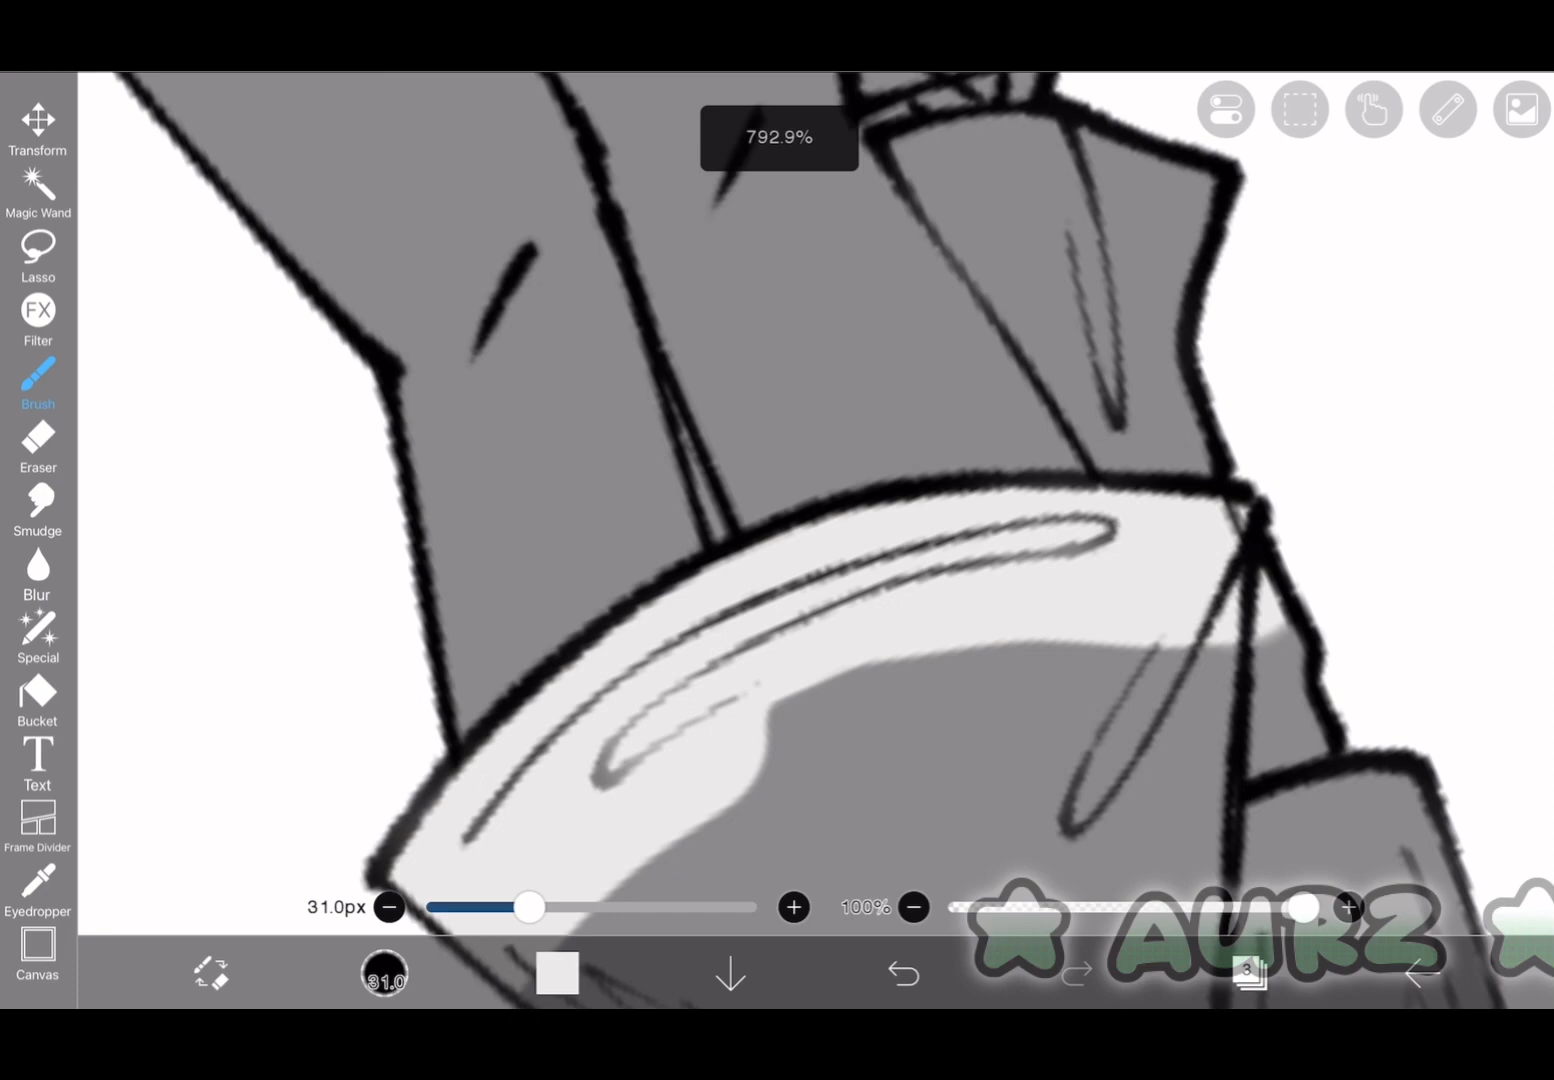 792.9%
Transform
Magic Wand
Lasso
FX
Filter
Brush
Eraser
Smudge
Blur
Special
Bucket
T
Text
Frame Divider
Eyedropper
Canvas
31.0px
100%
31.0
3
AURZ